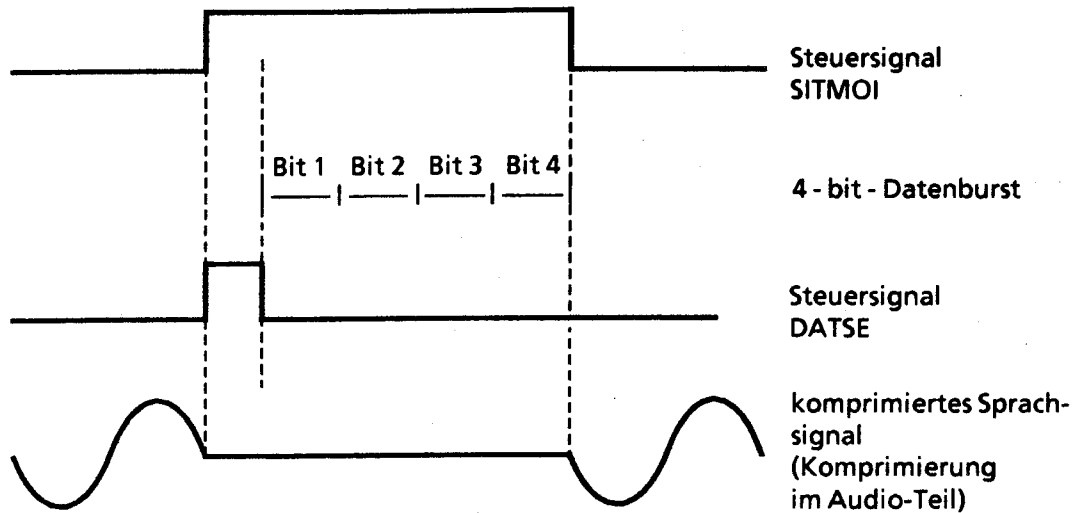 Steuersignal
SITMOI
Bit 1 Bit 2 Bit 3 Bit 4
4 - bit - Datenburst
Steuersignal
DATSE
komprimiertes Sprach-
signal
(Komprimierung
im Audio-Teil)